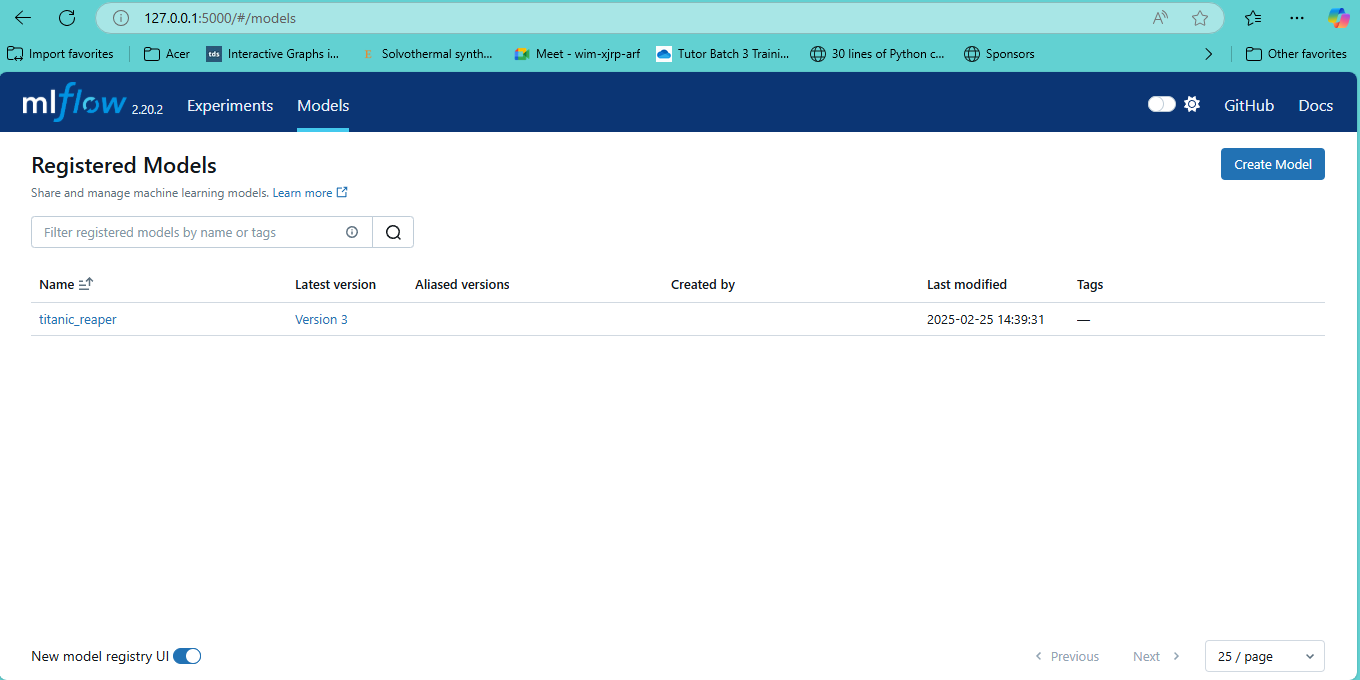 127.0.0.1:5000/#/models
Import favorites Acer tds Interactive Graphs i... E Solvothermal synth... Meet - wim-xjrp-arf Tutor Batch 3 Traini... 30 lines of Python c... Sponsors Other favorites
mlflow 2.20.2 Experiments Models GitHub Docs
Registered Models Create Model
Share and manage machine learning models. Learn more
Filter registered models by name or tags
Name Latest version Aliased versions Created by Last modified Tags
titanic_reaper Version 3 2025-02-25 14:39:31 —
New model registry UI Previous Next 25 / page